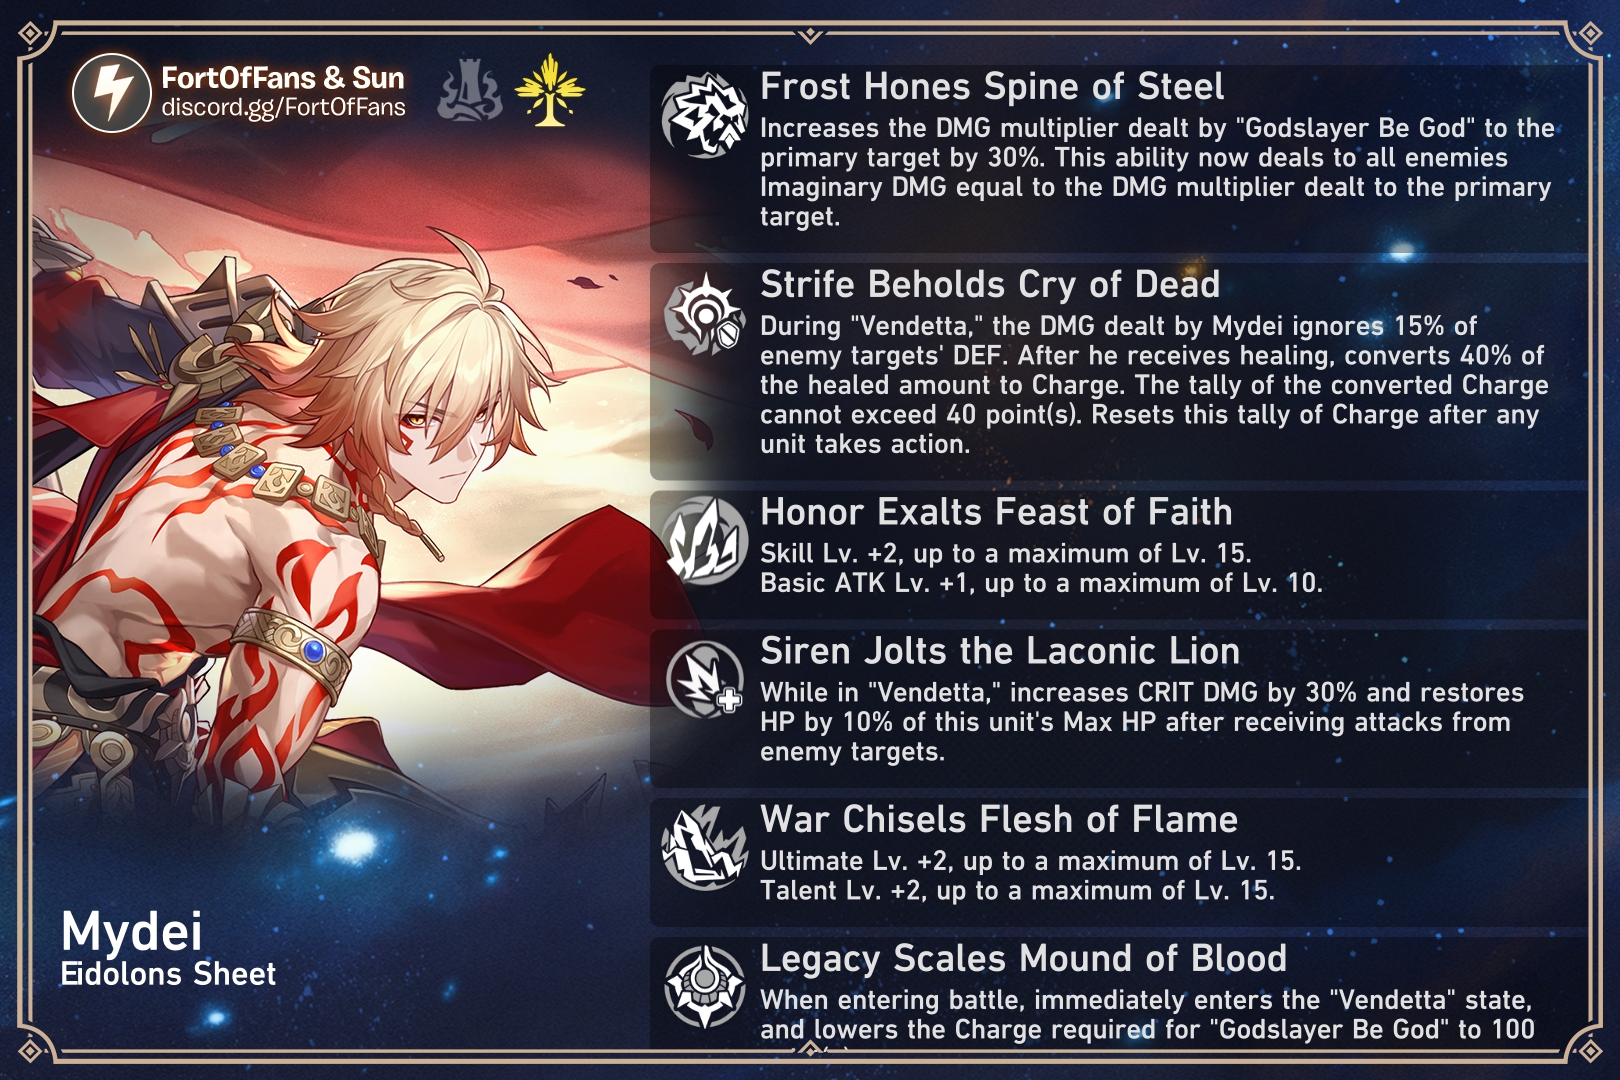 FortOfFans & Sun
discord.gg/FortOfFans
Frost Hones Spine of Steel
Increases the DMG multiplier dealt by "Godslayer Be God" to the
primary target by 30%. This ability now deals to all enemies
Imaginary DMG equal to the DMG multiplier dealt to the primary
target.
Strife Beholds Cry of Dead
During "Vendetta," the DMG dealt by Mydei ignores 15% of
enemy targets' DEF. After he receives healing, converts 40% of
the healed amount to Charge. The tally of the converted Charge
cannot exceed 40 point(s). Resets this tally of Charge after any
unit takes action.
Honor Exalts Feast of Faith
Skill Lv. +2, up to a maximum of Lv. 15.
Basic ATK Lv. +1, up to a maximum of Lv. 10.
Siren Jolts the Laconic Lion
While in "Vendetta," increases CRIT DMG by 30% and restores
HP by 10% of this unit's Max HP after receiving attacks from
enemy targets.
War Chisels Flesh of Flame
Ultimate Lv. +2, up to a maximum of Lv. 15.
Talent Lv. +2, up to a maximum of Lv. 15.
Legacy Scales Mound of Blood
When entering battle, immediately enters the "Vendetta" state,
and lowers the Charge required for "Godslayer Be God" to 100
Mydei
Eidolons Sheet